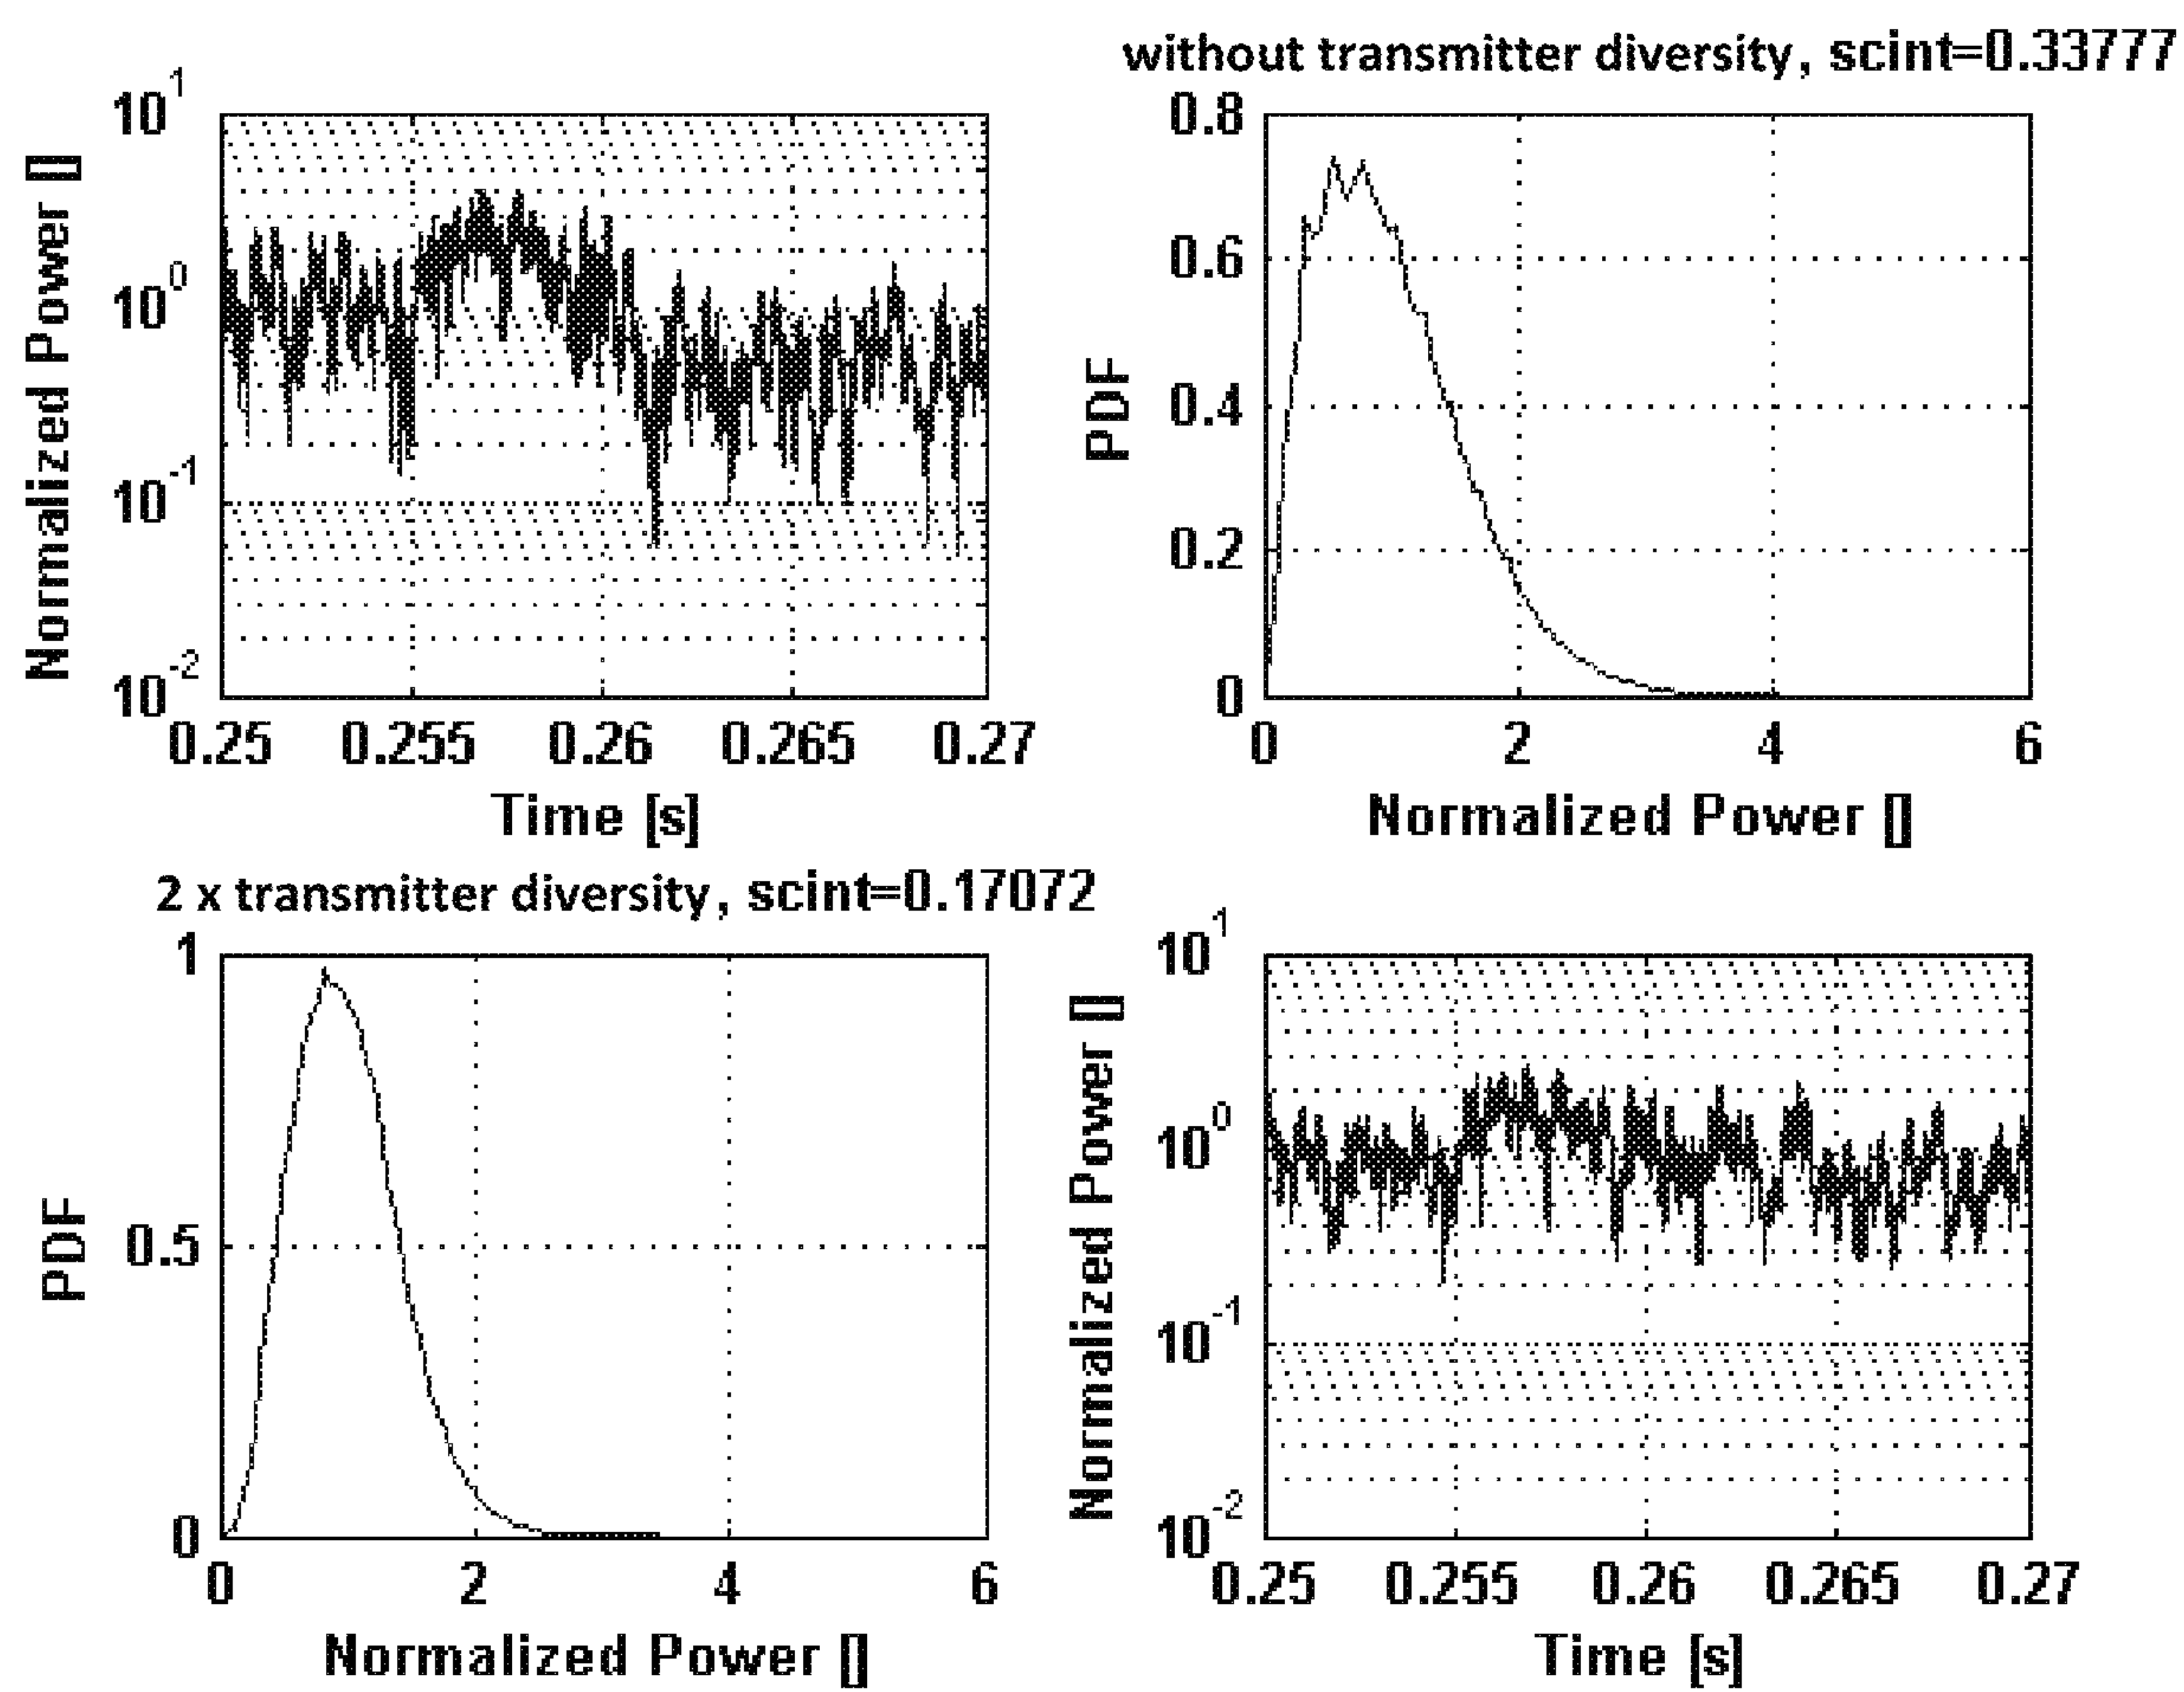 without transmitter diversity, scint=0.33777
Normalized Power []
10^1
10^0
10^-1
10^-2
0.25 0.255 0.26 0.265 0.27
Time [s]
PDF
0.8
0.6
0.4
0.2
0
0 2 4 6
Normalized Power []
2 x transmitter diversity, scint=0.17072
PDF
1
0.5
0
0 2 4 6
Normalized Power []
Normalized Power []
10^1
10^0
10^-1
10^-2
0.25 0.255 0.26 0.265 0.27
Time [s]